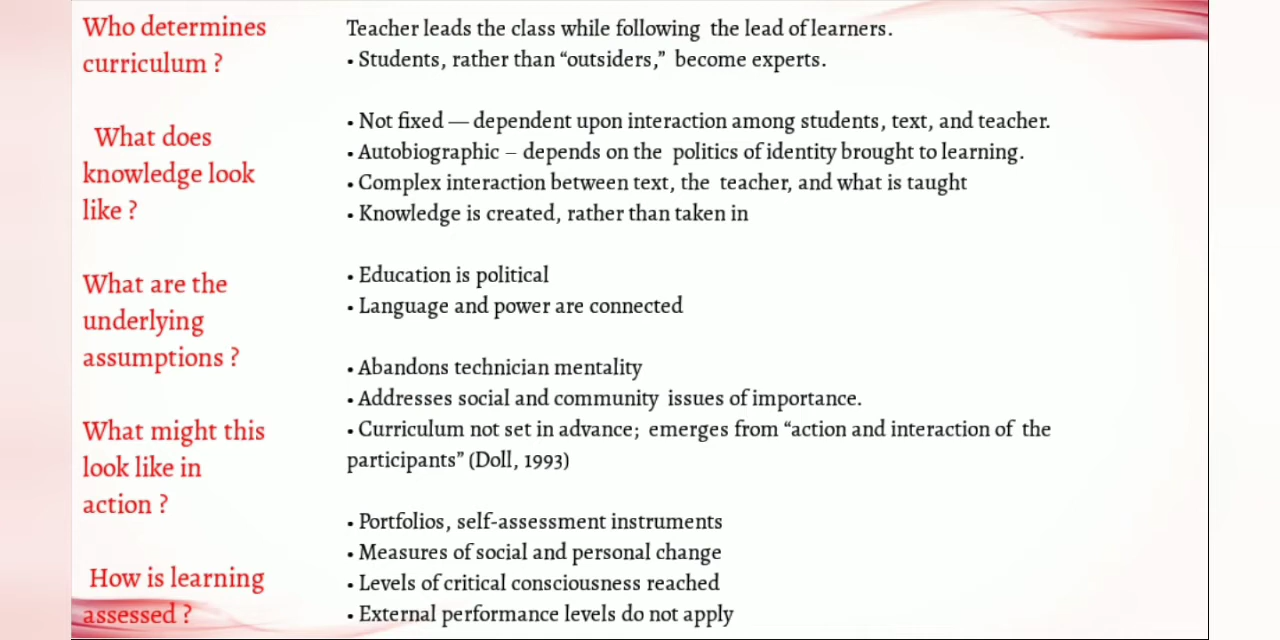 Who determines
curriculum ?
Teacher leads the class while following the lead of learners.
• Students, rather than “outsiders,” become experts.
What does
knowledge look
like ?
• Not fixed — dependent upon interaction among students, text, and teacher.
• Autobiographic – depends on the politics of identity brought to learning.
• Complex interaction between text, the teacher, and what is taught
• Knowledge is created, rather than taken in
What are the
underlying
assumptions ?
• Education is political
• Language and power are connected
What might this
look like in
action ?
• Abandons technician mentality
• Addresses social and community issues of importance.
• Curriculum not set in advance; emerges from “action and interaction of the
participants” (Doll, 1993)
How is learning
assessed ?
• Portfolios, self-assessment instruments
• Measures of social and personal change
• Levels of critical consciousness reached
• External performance levels do not apply